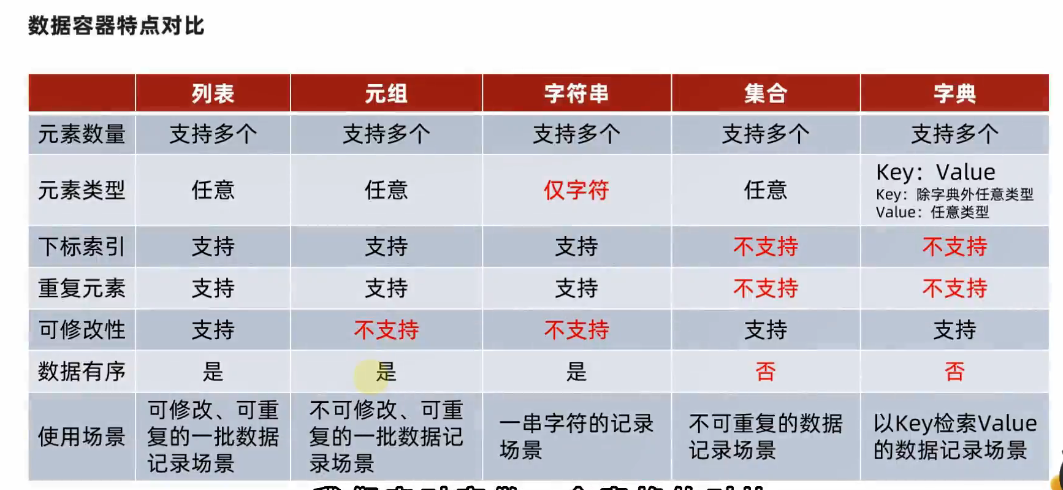 数据容器特点对比
列表 元组 字符串 集合 字典
元素数量 支持多个 支持多个 支持多个 支持多个 支持多个
元素类型 任意 任意 仅字符 任意 Key：Value
Key：除字典外任意类型
Value：任意类型
下标索引 支持 支持 支持 不支持 不支持
重复元素 支持 支持 支持 不支持 不支持
可修改性 支持 不支持 不支持 支持 支持
数据有序 是 是 是 否 否
使用场景
可修改、可重
复的一批数据
记录场景
不可修改、可重
复的一批数据记
录场景
一串字符的记录
场景
不可重复的数据
记录场景
以Key检索Value
的数据记录场景